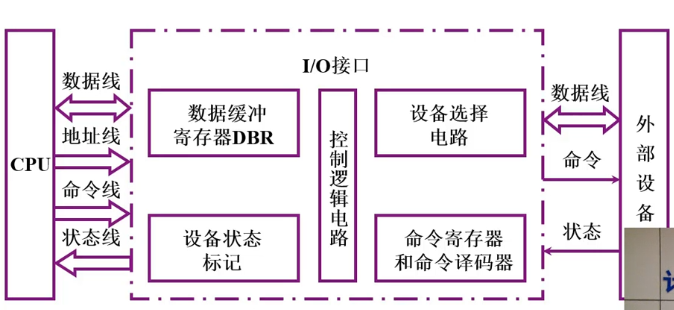 I/O接口
数据线
地址线
CPU
命令线
状态线
数据缓冲
寄存器DBR
设备状态
标记
控制逻辑电路
设备选择
电路
命令寄存器
和命令译码器
数据线
命令
状态
外部设备